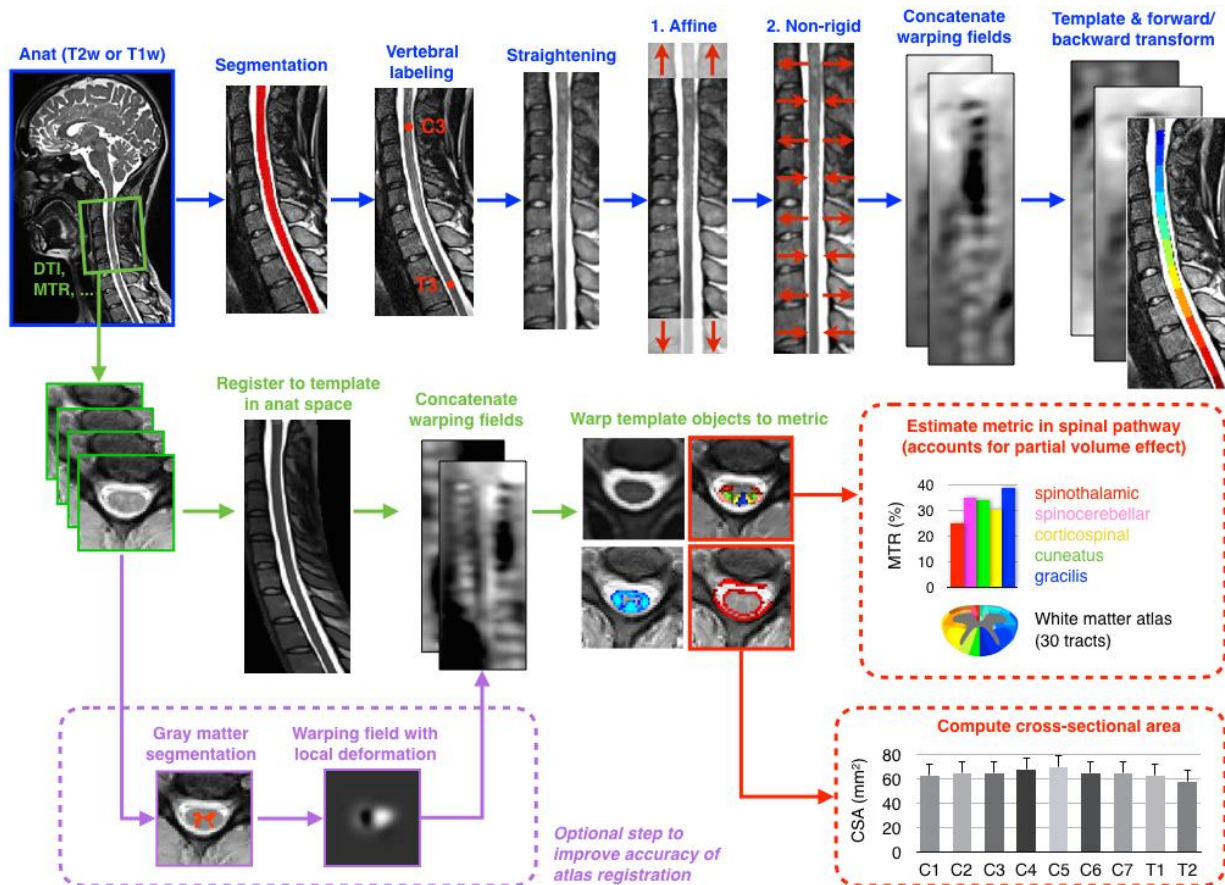 Anat (T2w or T1w)
Segmentation
Vertebral
labeling
Straightening
1. Affine
2. Non-rigid
Concatenate
warping fields
Template & forward/
backward transform
C3
T3
DTI,
MTR, ...
Register to template
in anat space
Concatenate
warping fields
Warp template objects to metric
Estimate metric in spinal pathway
(accounts for partial volume effect)
MTR (%)
40
30
20
10
0
spinothalamic
spinocerebellar
corticospinal
cuneatus
gracilis
White matter atlas
(30 tracts)
Gray matter
segmentation
Warping field with
local deformation
Optional step to
improve accuracy of
atlas registration
Compute cross-sectional area
CSA (mm²)
80
60
40
20
0
C1 C2 C3 C4 C5 C6 C7 T1 T2